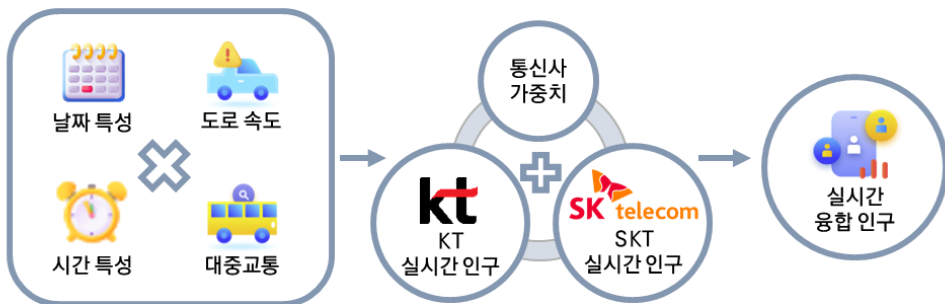 날짜 특성
도로 속도
시간 특성
대중교통
통신사
가중치
kt
KT
실시간 인구
SK telecom
SKT
실시간 인구
실시간
융합 인구